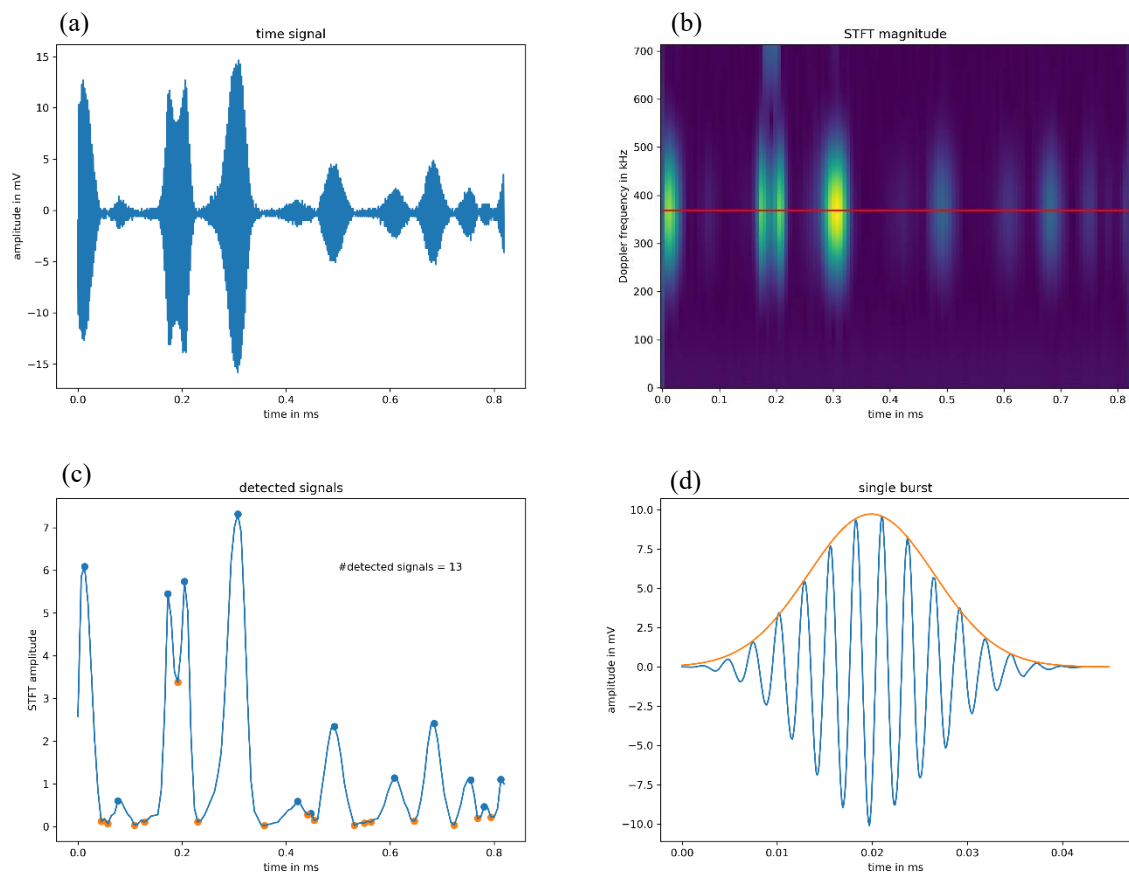 (a)
time signal
amplitude in mV
15
10
5
0
−5
−10
−15
0.0 0.2 0.4 0.6 0.8
time in ms
(b)
STFT magnitude
Doppler frequency in kHz
700
600
500
400
300
200
100
0
0.0 0.1 0.2 0.3 0.4 0.5 0.6 0.7 0.8
time in ms
(c)
detected signals
STFT amplitude
7
6
5
4
3
2
1
0
#detected signals = 13
0.0 0.2 0.4 0.6 0.8
time in ms
(d)
single burst
amplitude in mV
10.0
7.5
5.0
2.5
0.0
−2.5
−5.0
−7.5
−10.0
0.00 0.01 0.02 0.03 0.04
time in ms